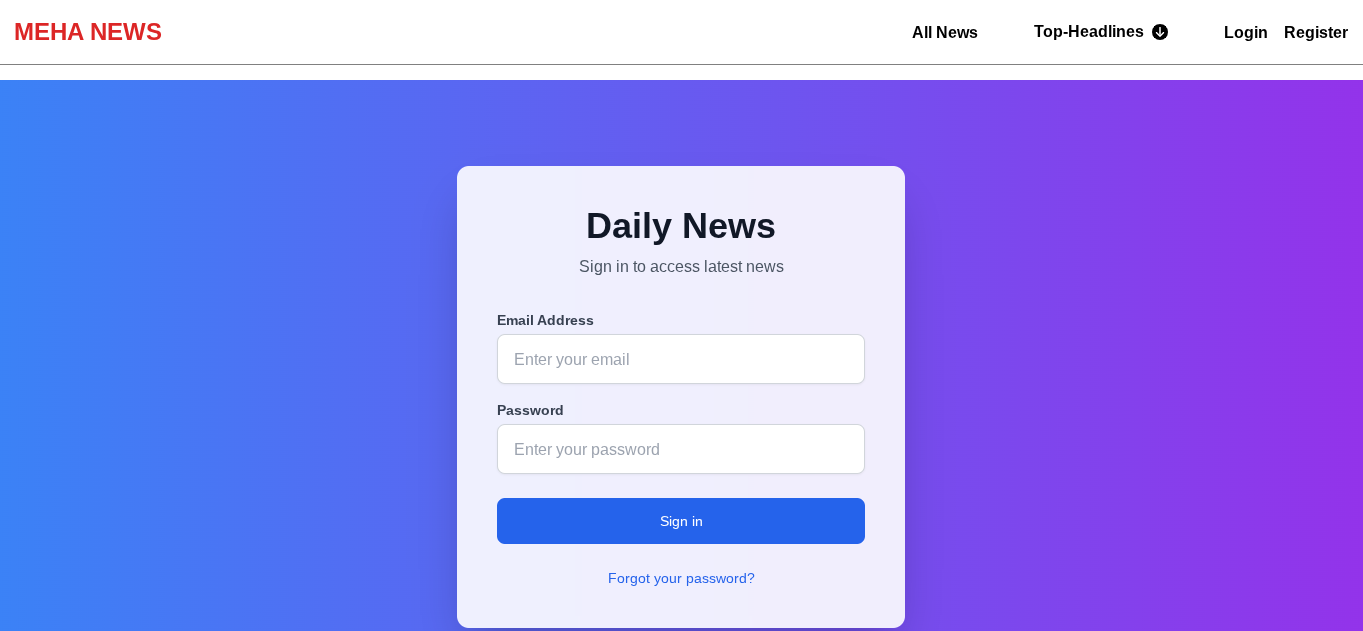 MEHA NEWS
All News
Top-Headlines
Login
Register
Daily News
Sign in to access latest news
Email Address
Enter your email
Password
Enter your password
Sign in
Forgot your password?